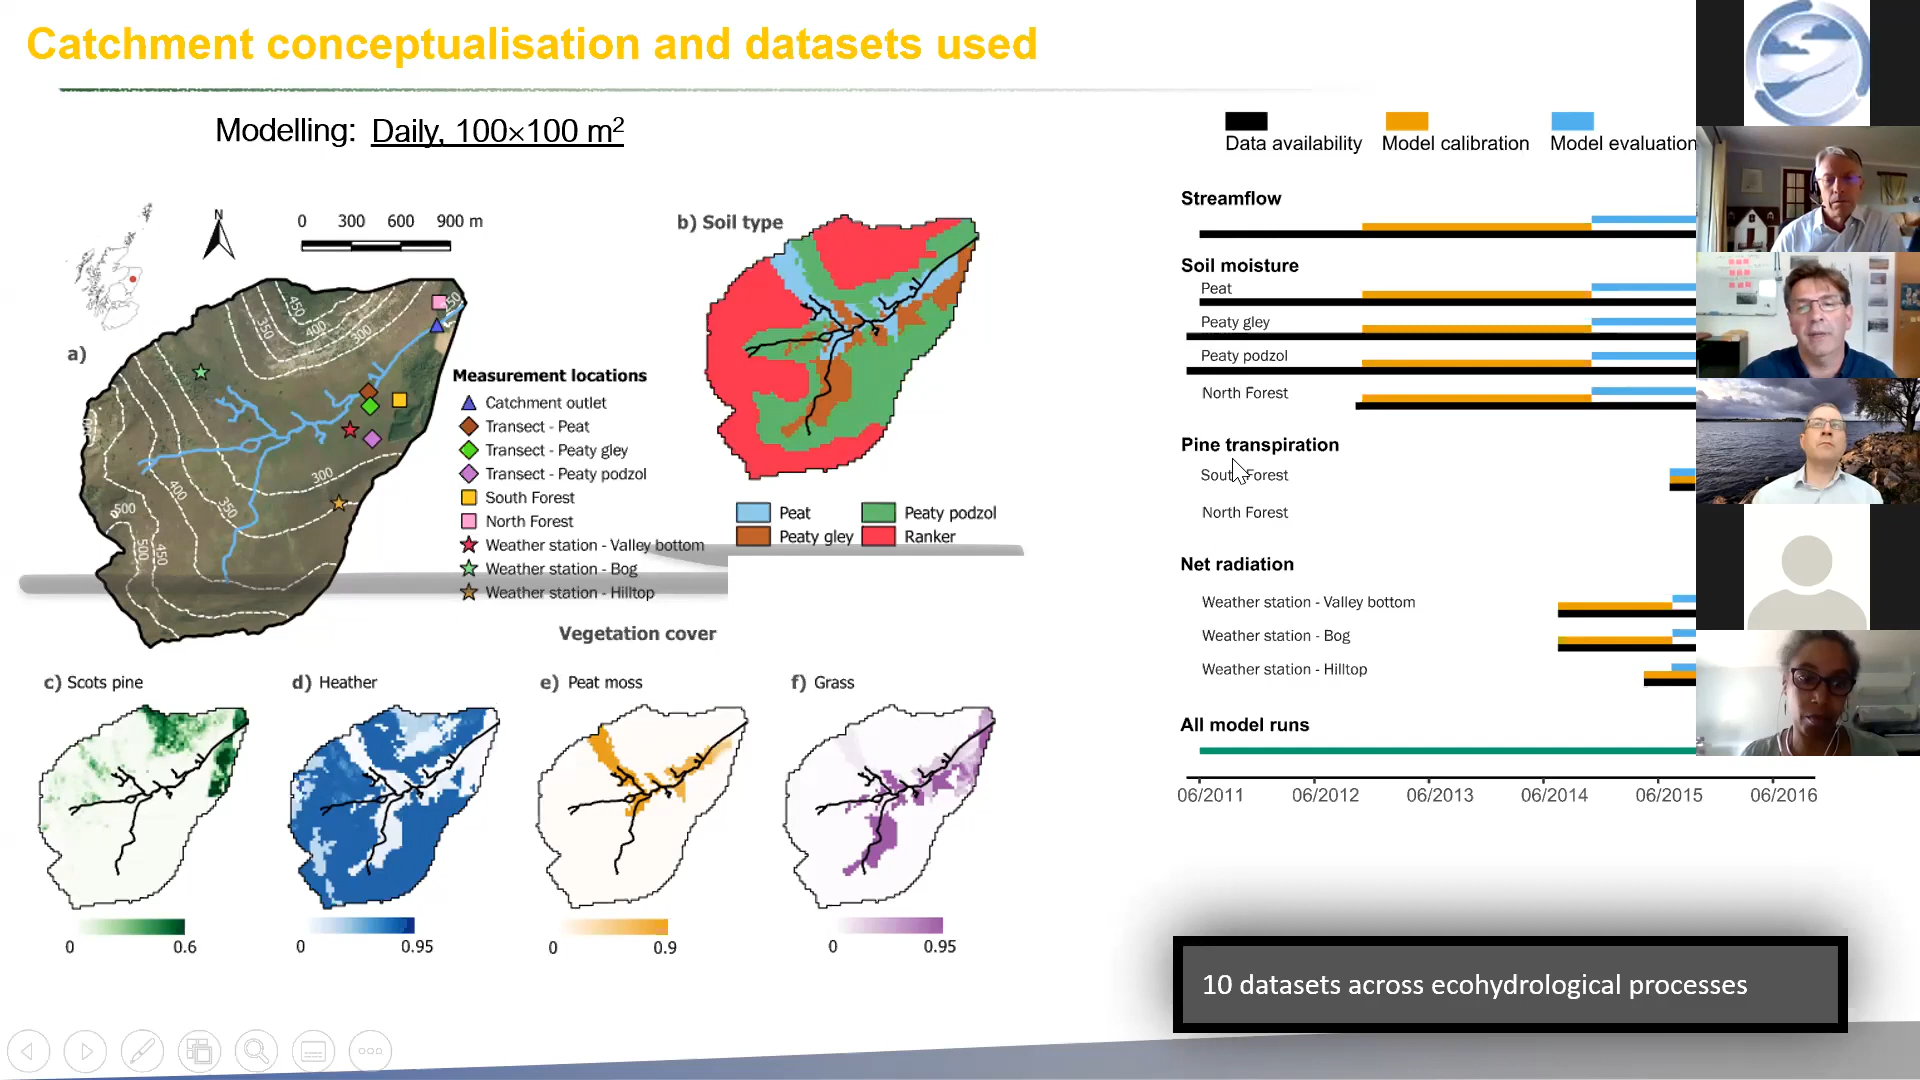 Catchment conceptualisation and datasets used
Modelling: Daily, 100×100 m²
N
0 300 600 900 m
a)
450
400
350
300
250
300
400
350
500
500
450
Measurement locations
Catchment outlet
Transect - Peat
Transect - Peaty gley
Transect - Peaty podzol
South Forest
North Forest
Weather station - Valley bottom
Weather station - Bog
Weather station - Hilltop
b) Soil type
Peat
Peaty podzol
Peaty gley
Ranker
Vegetation cover
c) Scots pine
d) Heather
e) Peat moss
f) Grass
0 0.6
0 0.95
0 0.9
0 0.95
Data availability
Model calibration
Model evaluation
Streamflow
Soil moisture
Peat
Peaty gley
Peaty podzol
North Forest
Pine transpiration
South Forest
North Forest
Net radiation
Weather station - Valley bottom
Weather station - Bog
Weather station - Hilltop
All model runs
06/2011 06/2012 06/2013 06/2014 06/2015 06/2016
10 datasets across ecohydrological processes